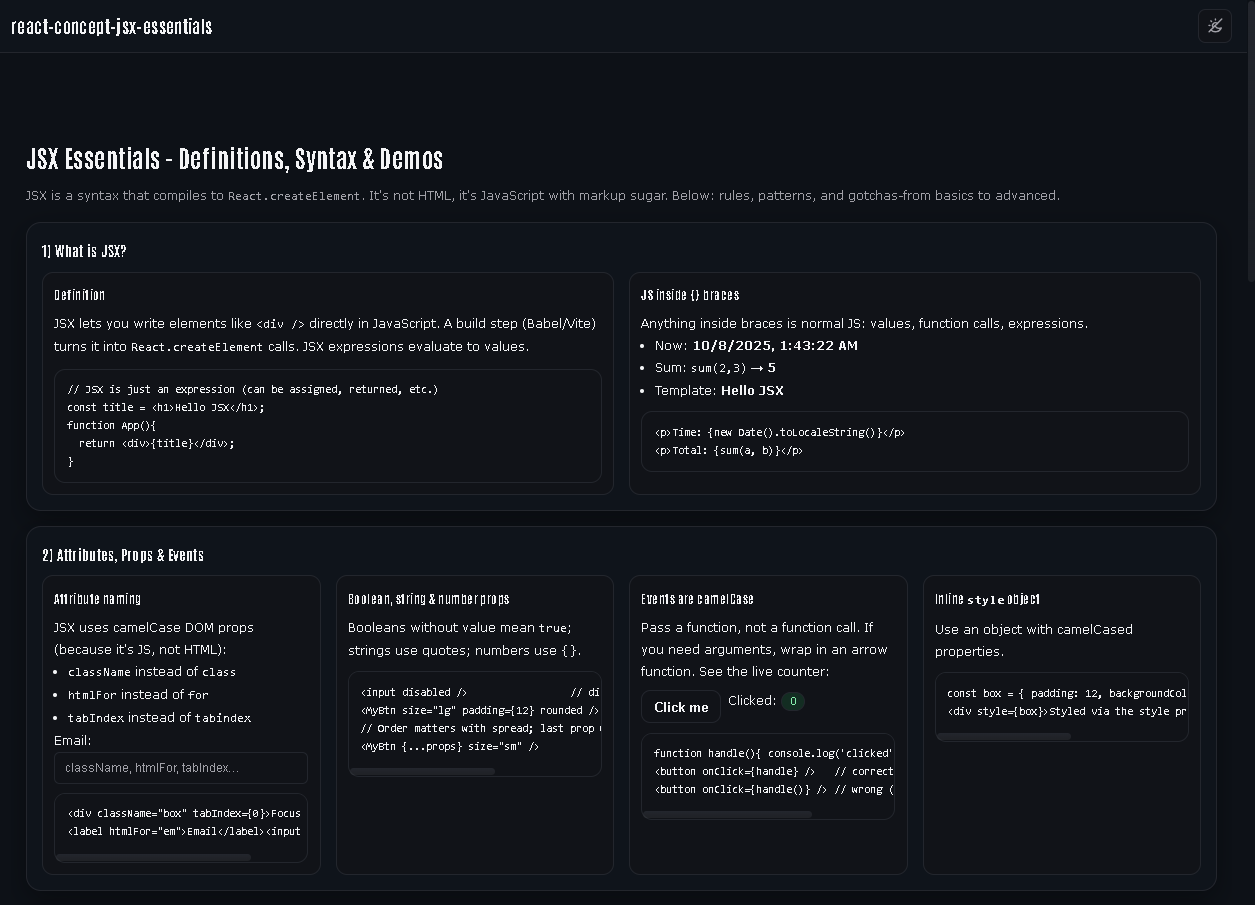 react-concept-jsx-essentials
JSX Essentials - Definitions, Syntax & Demos
JSX is a syntax that compiles to React.createElement. It's not HTML, it's JavaScript with markup sugar. Below: rules, patterns, and gotchas-from basics to advanced.
1) What is JSX?
Definition
JSX lets you write elements like <div /> directly in JavaScript. A build step (Babel/Vite)
turns it into React.createElement calls. JSX expressions evaluate to values.
// JSX is just an expression (can be assigned, returned, etc.)
const title = <h1>Hello JSX</h1>;
function App(){
  return <div>{title}</div>;
}
JS inside {} braces
Anything inside braces is normal JS: values, function calls, expressions.
• Now: 10/8/2025, 1:43:22 AM
• Sum: sum(2,3) → 5
• Template: Hello JSX
<p>Time: {new Date().toLocaleString()}</p>
<p>Total: {sum(a, b)}</p>
2) Attributes, Props & Events
Attribute naming
JSX uses camelCase DOM props
(because it's JS, not HTML):
• className instead of class
• htmlFor instead of for
• tabIndex instead of tabindex
Email:
className, htmlFor, tabIndex...
<div className="box" tabIndex={0}>Focus
<label htmlFor="em">Email</label><input
Boolean, string & number props
Booleans without value mean true;
strings use quotes; numbers use {}.
<input disabled />                // di
<MyBtn size="lg" padding={12} rounded />
// Order matters with spread; last prop
<MyBtn {...props} size="sm" />
Events are camelCase
Pass a function, not a function call. If
you need arguments, wrap in an arrow
function. See the live counter:
Click me Clicked: 0
function handle(){ console.log('clicked'
<button onClick={handle} />   // correct
<button onClick={handle()} /> // wrong (
Inline style object
Use an object with camelCased
properties.
const box = { padding: 12, backgroundCol
<div style={box}>Styled via the style pr